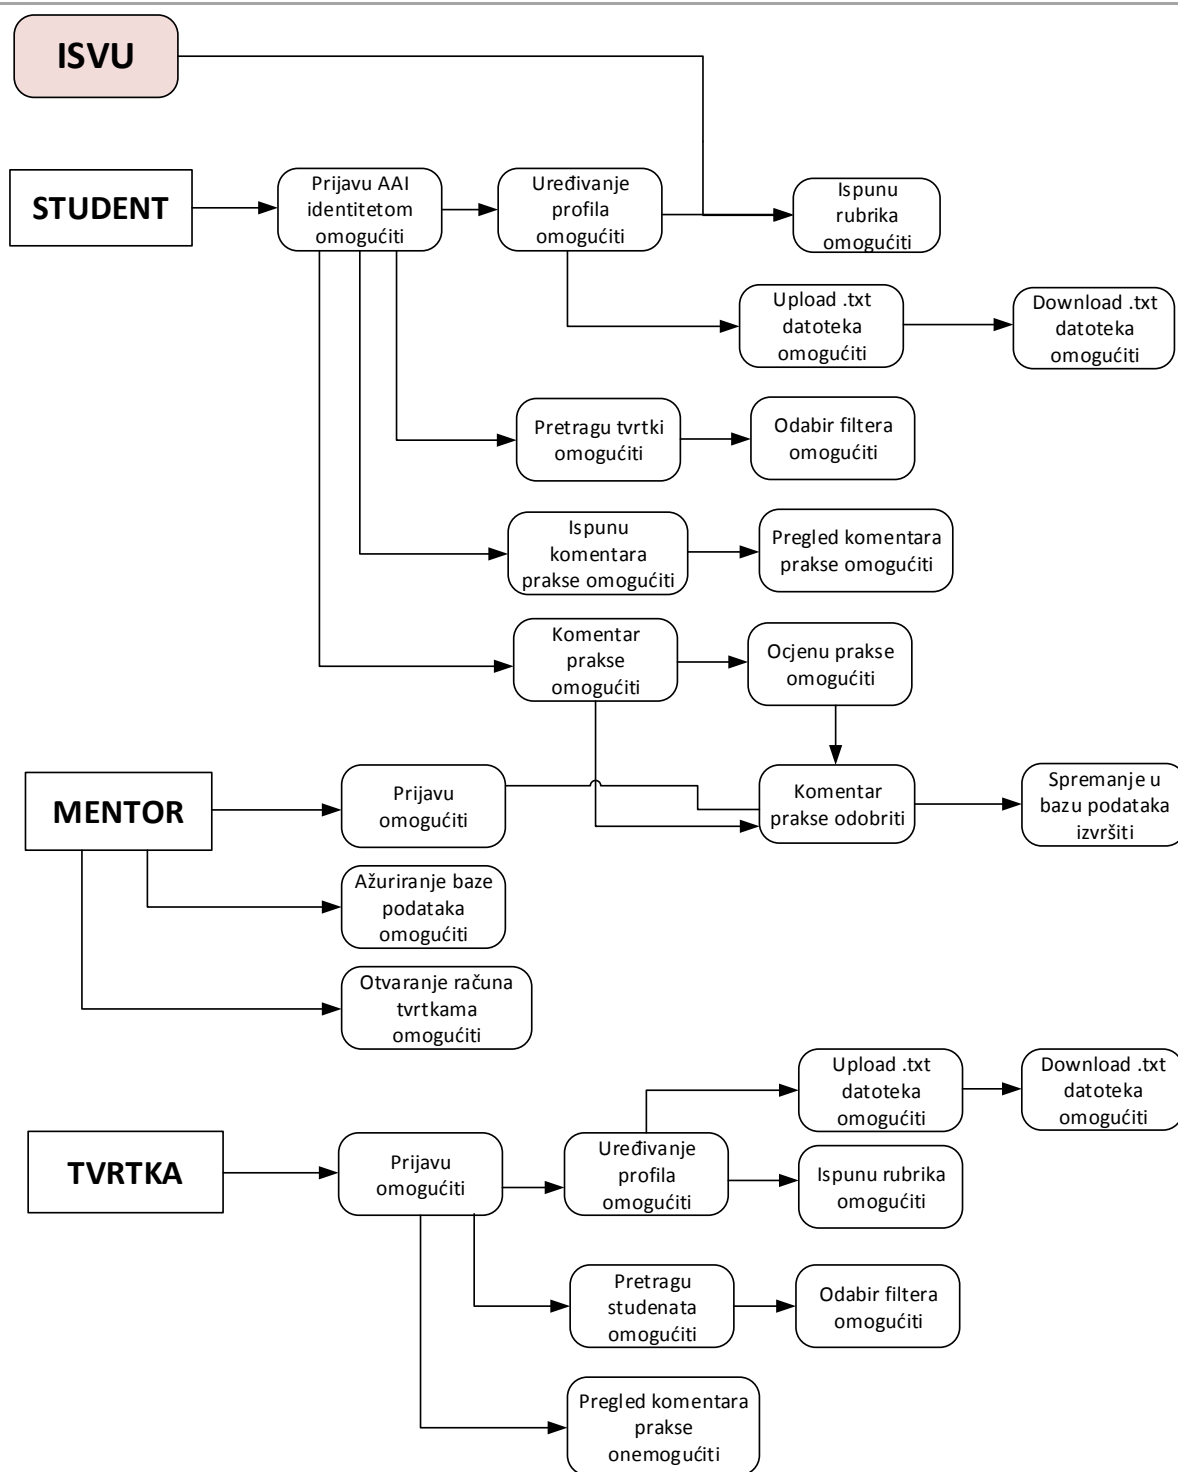 ISVU
STUDENT
Prijavu AAI
identitetom
omogućiti
Uređivanje
profila
omogućiti
Ispunu
rubrika
omogućiti
Upload .txt
datoteka
omogućiti
Download .txt
datoteka
omogućiti
Pretragu tvrtki
omogućiti
Odabir filtera
omogućiti
Ispunu
komentara
prakse omogućiti
Pregled komentara
prakse omogućiti
Komentar
prakse
omogućiti
Ocjenu prakse
omogućiti
MENTOR
Prijavu
omogućiti
Komentar
prakse odobriti
Spremanje u
bazu podataka
izvršiti
Ažuriranje baze
podataka
omogućiti
Otvaranje računa
tvrtkama
omogućiti
Upload .txt
datoteka
omogućiti
Download .txt
datoteka
omogućiti
TVRTKA
Prijavu
omogućiti
Uređivanje
profila
omogućiti
Ispunu rubrika
omogućiti
Pretragu
studenata
omogućiti
Odabir filtera
omogućiti
Pregled komentara
prakse
onemogućiti